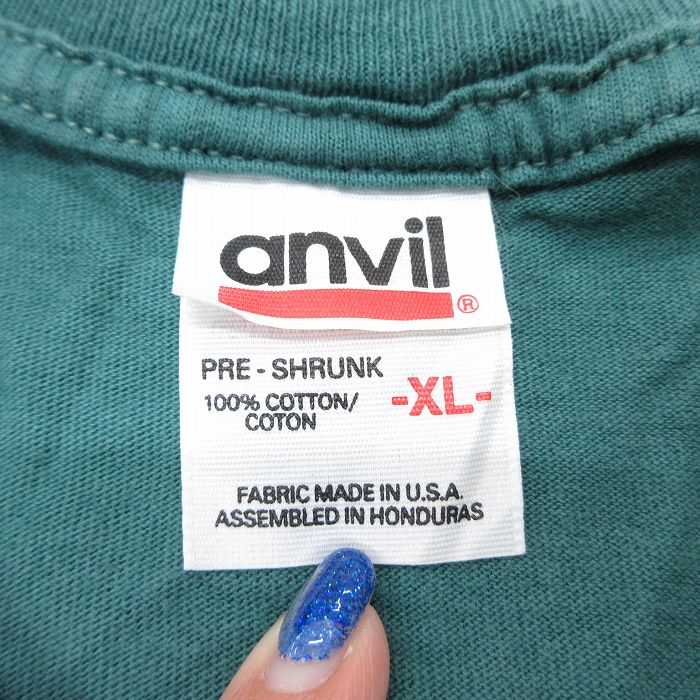 anvil
®
PRE - SHRUNK
100% COTTON/
COTON
-XL-
FABRIC MADE IN U.S.A.
ASSEMBLED IN HONDURAS